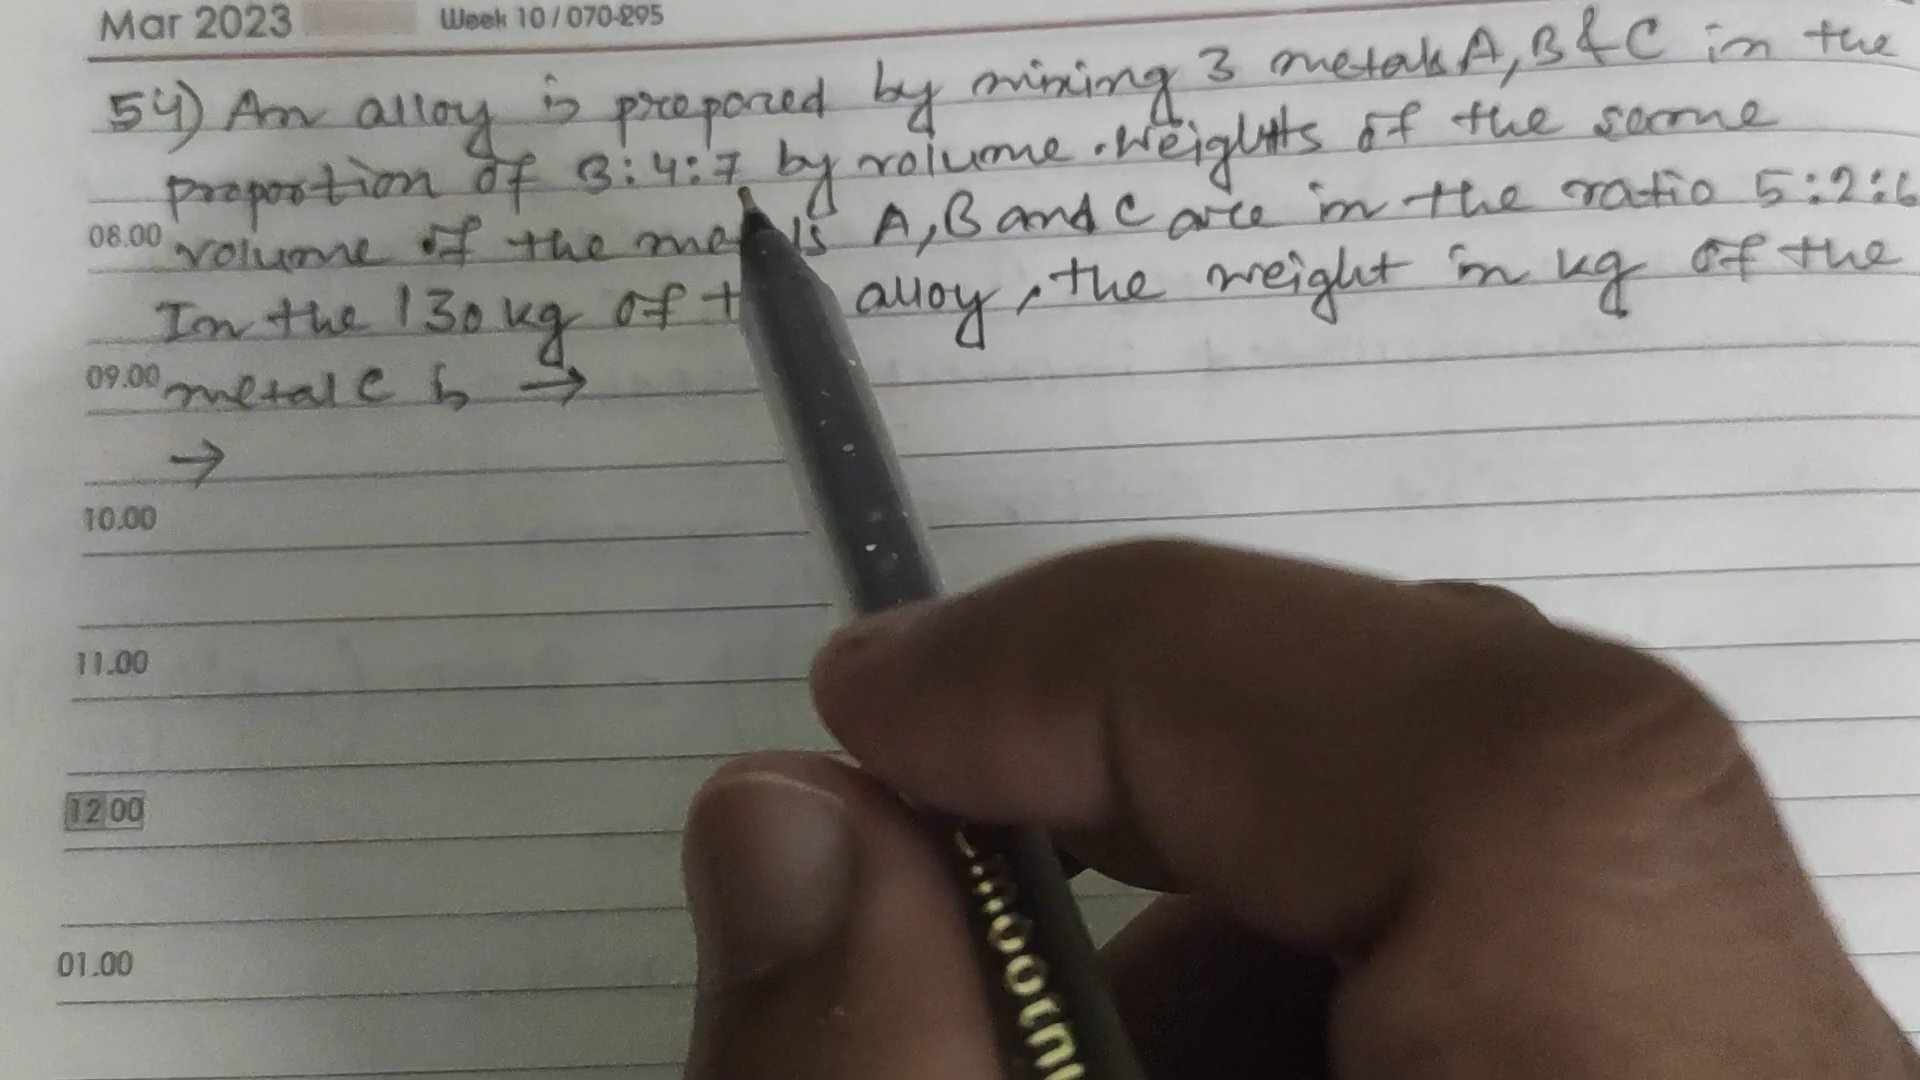 Mar 2023 Week 10 / 070-295
54) An alloy is prepared by mixing 3 metals A, B & C in the
proportion of 3:4:7 by volume. Weights of the same
08.00 volume of the A, B and C are in the ratio 5:2:6
In the 130 kg of alloy, the weight in kg of the
09.00 metal C is →
→
10.00
11.00
12 00
01.00